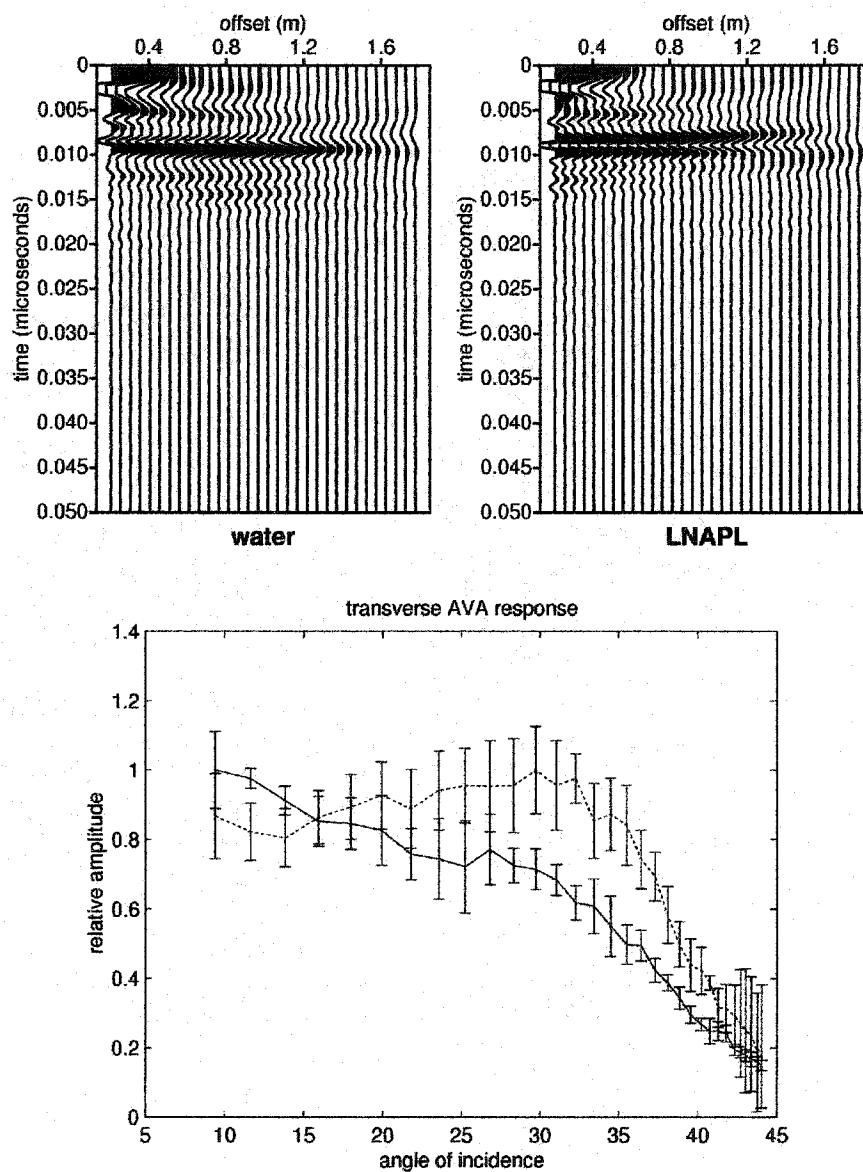 offset (m)
0.4 0.8 1.2 1.6
0
0.005
0.010
0.015
0.020
0.025
0.030
0.035
0.040
0.045
0.050
time (microseconds)
water
offset (m)
0.4 0.8 1.2 1.6
0
0.005
0.010
0.015
0.020
0.025
0.030
0.035
0.040
0.045
0.050
time (microseconds)
LNAPL
transverse AVA response
1.4
1.2
1
0.8
0.6
0.4
0.2
0
relative amplitude
5 10 15 20 25 30 35 40 45
angle of incidence